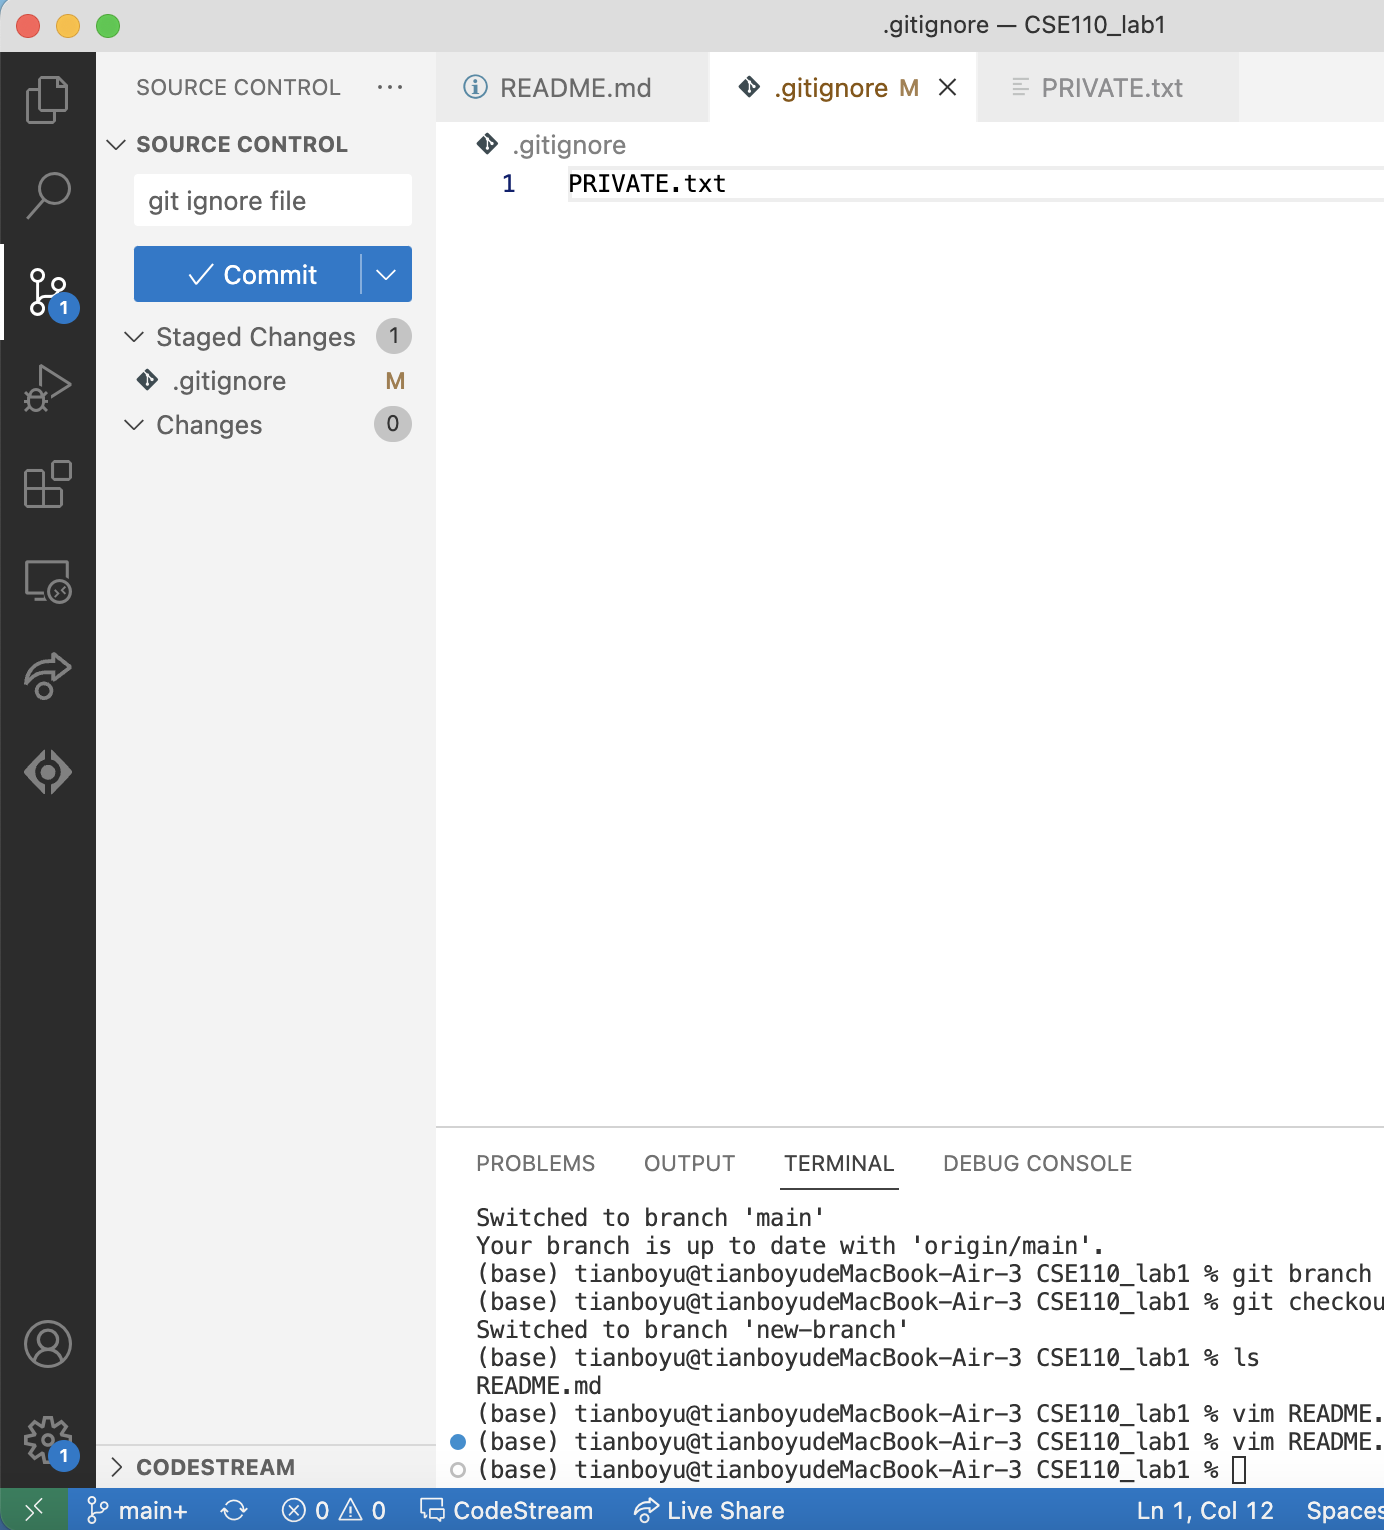 .gitignore — CSE110_lab1
SOURCE CONTROL ···
README.md
.gitignore M
PRIVATE.txt
SOURCE CONTROL
git ignore file
Commit
Staged Changes 1
.gitignore M
Changes 0
1
.gitignore
1 PRIVATE.txt
PROBLEMS OUTPUT TERMINAL DEBUG CONSOLE
Switched to branch 'main'
Your branch is up to date with 'origin/main'.
(base) tianboyu@tianboyudeMacBook-Air-3 CSE110_lab1 % git branch
(base) tianboyu@tianboyudeMacBook-Air-3 CSE110_lab1 % git checkou
Switched to branch 'new-branch'
(base) tianboyu@tianboyudeMacBook-Air-3 CSE110_lab1 % ls
README.md
(base) tianboyu@tianboyudeMacBook-Air-3 CSE110_lab1 % vim README.
(base) tianboyu@tianboyudeMacBook-Air-3 CSE110_lab1 % vim README.
(base) tianboyu@tianboyudeMacBook-Air-3 CSE110_lab1 %
1
CODESTREAM
main+ 0 0 CodeStream Live Share Ln 1, Col 12 Spaces